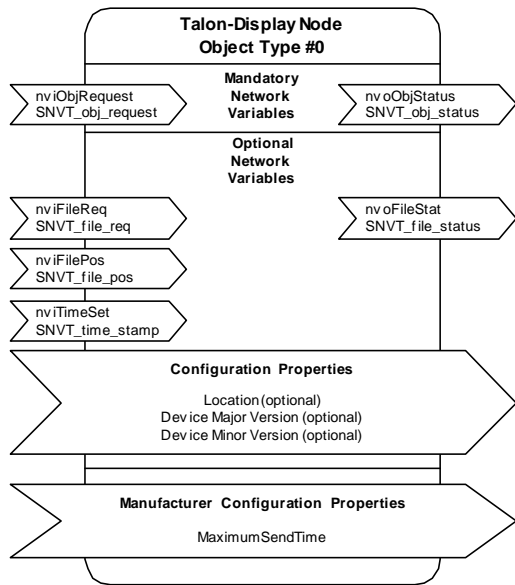 Talon-Display Node
Object Type #0
Mandatory
Network
Variables
nviObjRequest
SNVT_obj_request
nvoObjStatus
SNVT_obj_status
Optional
Network
Variables
nviFileReq
SNVT_file_req
nvoFileStat
SNVT_file_status
nviFilePos
SNVT_file_pos
nviTimeSet
SNVT_time_stamp
Configuration Properties
Location(optional)
Device Major Version (optional)
Device Minor Version (optional)
Manufacturer Configuration Properties
MaximumSendTime